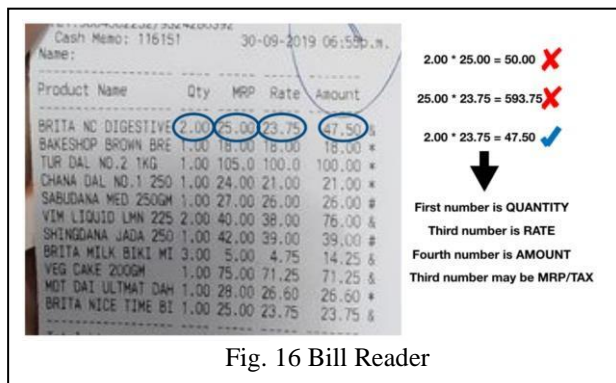 Cash Memo: 116151 30-09-2019 06:55p.m.
Name:
Product Name Qty MRP Rate Amount
BRITA NC DIGESTIVE 2.00 25.00 23.75 47.50 &
BAKESHOP BROWN BRE 1.00 18.00 18.00 18.00 *
TUR DAL NO.2 1KG 1.00 105.0 100.0 100.00 *
CHANA DAL NO.1 250 1.00 24.00 21.00 21.00 *
SABUDANA MED 250GM 1.00 27.00 26.00 26.00 #
VIM LIQUID LMN 225 2.00 40.00 38.00 76.00 &
SHINGDANA JADA 250 1.00 42.00 39.00 39.00 #
BRITA MILK BIKI MI 3.00 5.00 4.75 14.25 &
VEG CAKE 200GM 1.00 75.00 71.25 71.25 &
MOT DAI ULTMAT DAH 1.00 28.00 26.60 26.60 *
BRITA NICE TIME BI 1.00 25.00 23.75 23.75 &
2.00 * 25.00 = 50.00 ✗
25.00 * 23.75 = 593.75 ✗
2.00 * 23.75 = 47.50 ✓
First number is QUANTITY
Third number is RATE
Fourth number is AMOUNT
Third number may be MRP/TAX
Fig. 16 Bill Reader